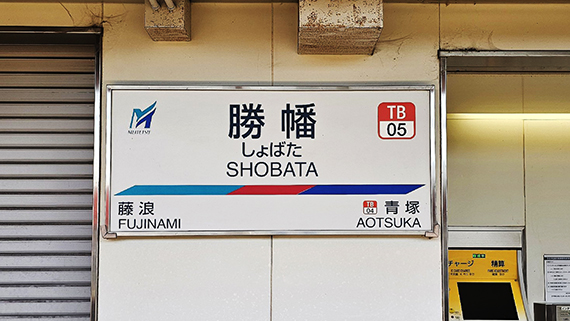 勝幡
しょばた
SHOBATA
TB
05
MEITETSU
藤浪
FUJINAMI
TB
04
青塚
AOTSUKA
チャージ
精算